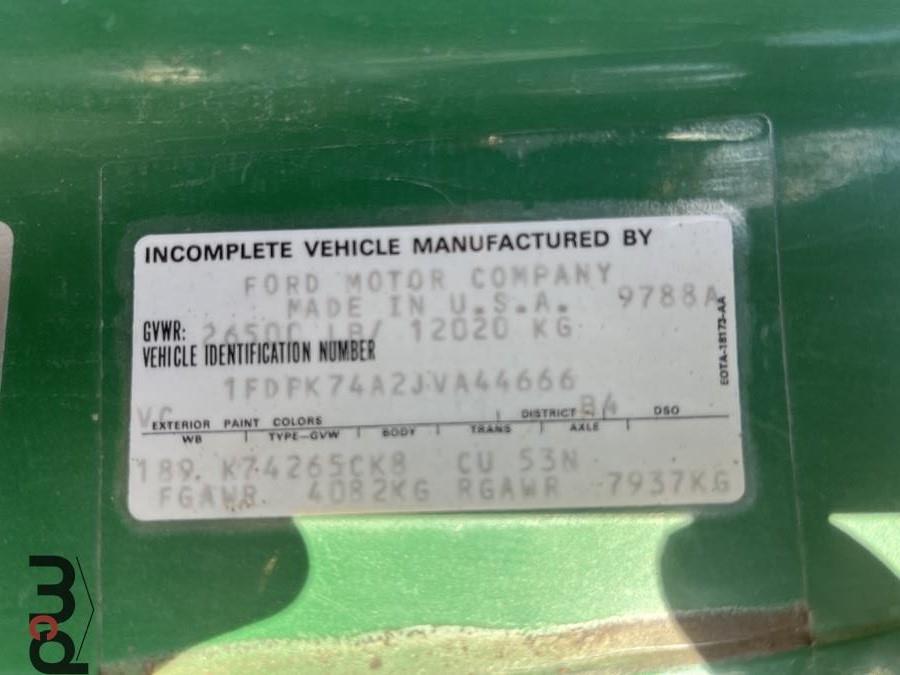 INCOMPLETE VEHICLE MANUFACTURED BY
FORD MOTOR COMPANY
MADE IN U.S.A. 9788A
GVWR: 26500 LB/ 12020 KG
VEHICLE IDENTIFICATION NUMBER
1FDPK74A2JVA44666
VC B4
EXTERIOR PAINT COLORS DISTRICT DSO
WB TYPE-GVW BODY TRANS AXLE
189. K74265CK8 CU 53N
FGAWR 4082KG RGAWR 7937KG
EOTA-18173-AA
mcd